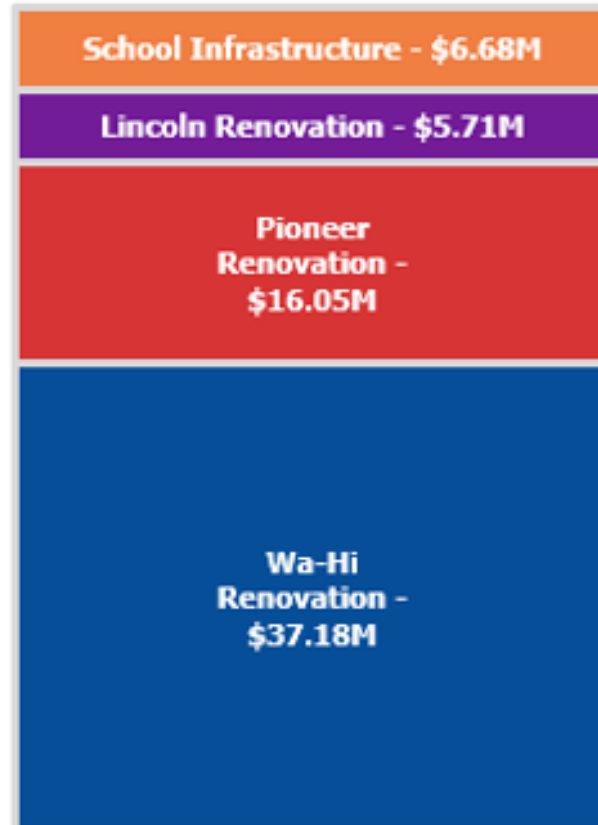 School Infrastructure - $6.68M
Lincoln Renovation - $5.71M
Pioneer
Renovation -
$16.05M
Wa-Hi
Renovation -
$37.18M